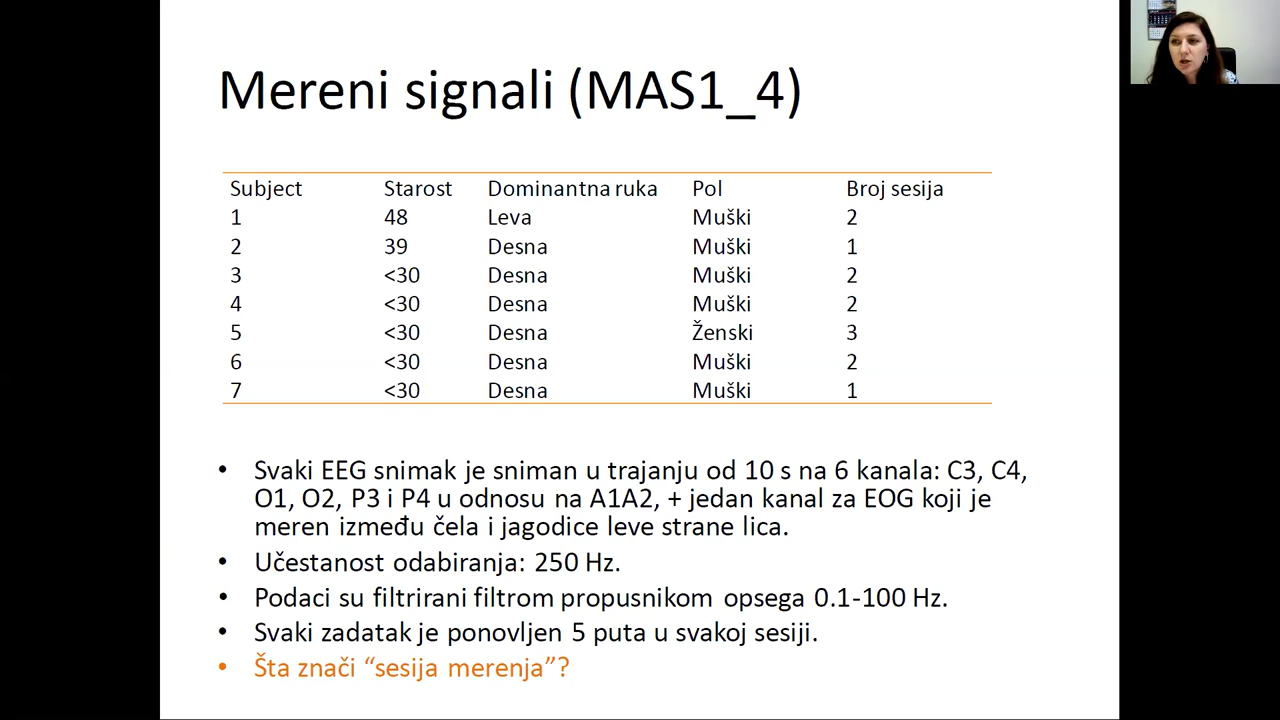 Mereni signali (MAS1_4)
Subject Starost Dominantna ruka Pol Broj sesija
1 48 Leva Muški 2
2 39 Desna Muški 1
3 <30 Desna Muški 2
4 <30 Desna Muški 2
5 <30 Desna Ženski 3
6 <30 Desna Muški 2
7 <30 Desna Muški 1
• Svaki EEG snimak je sniman u trajanju od 10 s na 6 kanala: C3, C4,
O1, O2, P3 i P4 u odnosu na A1A2, + jedan kanal za EOG koji je
meren između čela i jagodice leve strane lica.
• Učestanost odabiranja: 250 Hz.
• Podaci su filtrirani filtrom propusnikom opsega 0.1-100 Hz.
• Svaki zadatak je ponovljen 5 puta u svakoj sesiji.
• Šta znači “sesija merenja”?